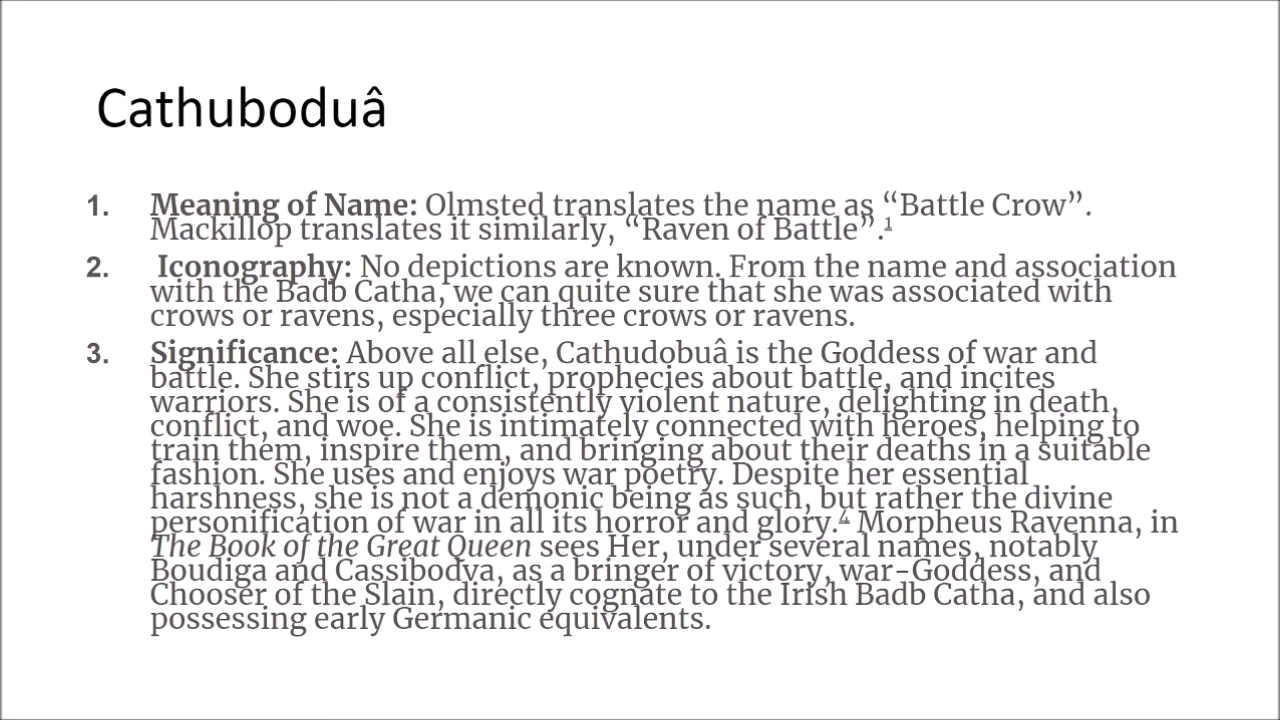 Cathuboduâ
1. Meaning of Name: Olmsted translates the name as “Battle Crow”.
Mackillop translates it similarly, “Raven of Battle”.¹
2. Iconography: No depictions are known. From the name and association
with the Badb Catha, we can quite sure that she was associated with
crows or ravens, especially three crows or ravens.
3. Significance: Above all else, Cathudobuâ is the Goddess of war and
battle. She stirs up conflict, prophecies about battle, and incites
warriors. She is of a consistently violent nature, delighting in death,
conflict, and woe. She is intimately connected with heroes, helping to
train them, inspire them, and bringing about their deaths in a suitable
fashion. She uses and enjoys war poetry. Despite her essential
harshness, she is not a demonic being as such, but rather the divine
personification of war in all its horror and glory.⁴ Morpheus Ravenna, in
The Book of the Great Queen sees Her, under several names, notably
Boudiga and Cassibodva, as a bringer of victory, war-Goddess, and
Chooser of the Slain, directly cognate to the Irish Badb Catha, and also
possessing early Germanic equivalents.